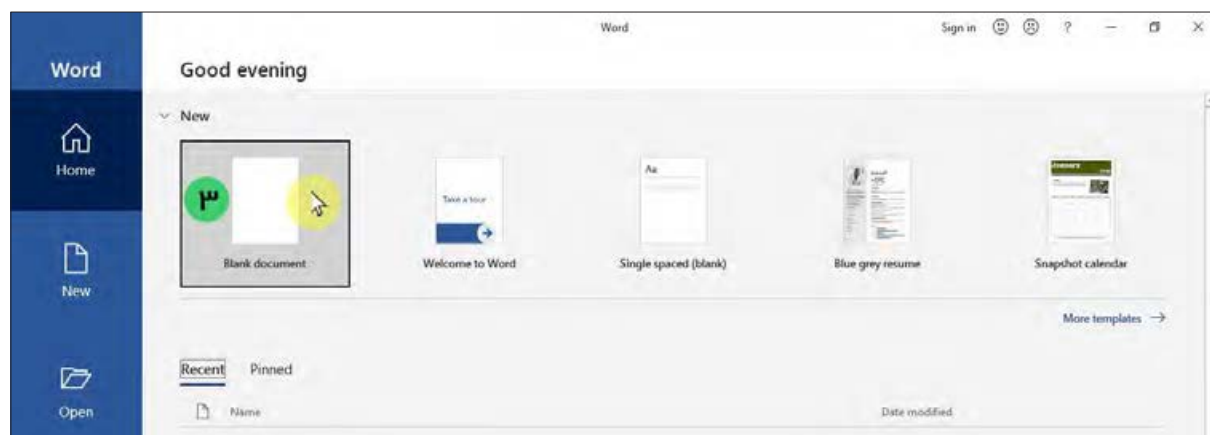 Word
Sign in ?
Word
Good evening
Home
New
٣
Take a tour
Aa
Blank document
Welcome to Word
Single spaced (blank)
Blue grey resume
Snapshot calendar
New
More templates
Recent Pinned
Open
Name
Date modified